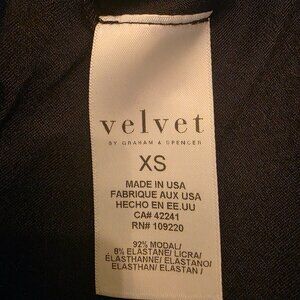 velvet
BY GRAHAM & SPENCER
XS
MADE IN USA
FABRIQUE AUX USA
HECHO EN EE.UU
CA# 42241
RN# 109220
92% MODAL/
8% ELASTANE/ LICRA/
ÉLASTHANNE/ ELASTANO/
ELASTHAN/ ELASTAN /